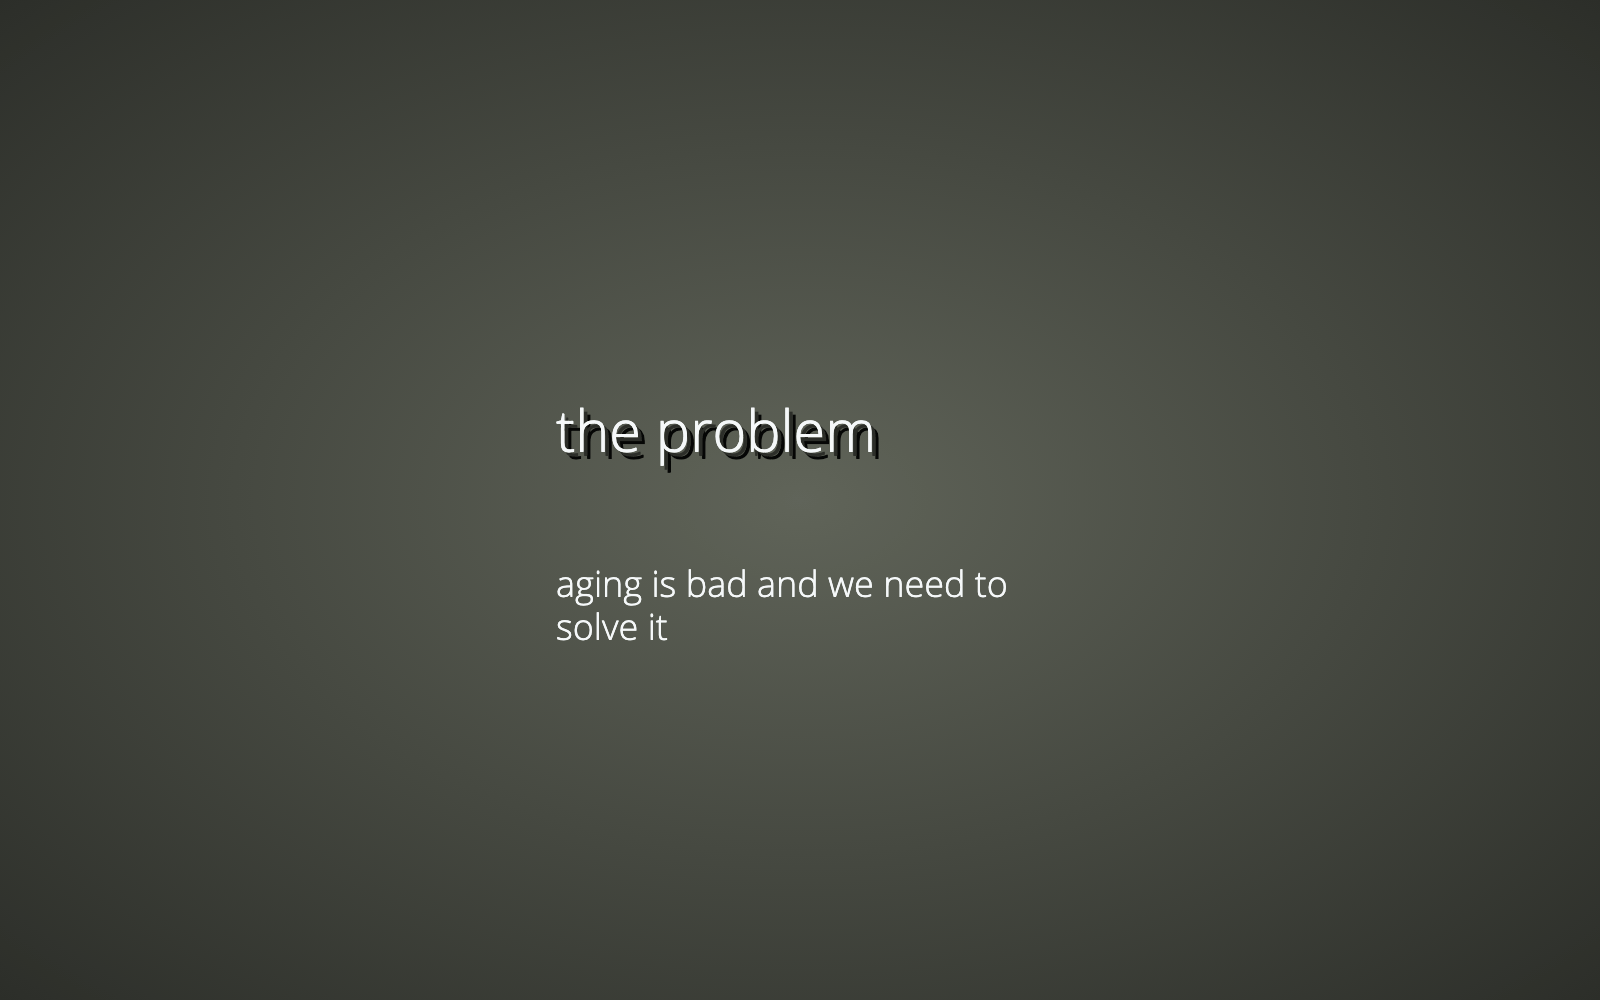 the problem
aging is bad and we need to
solve it